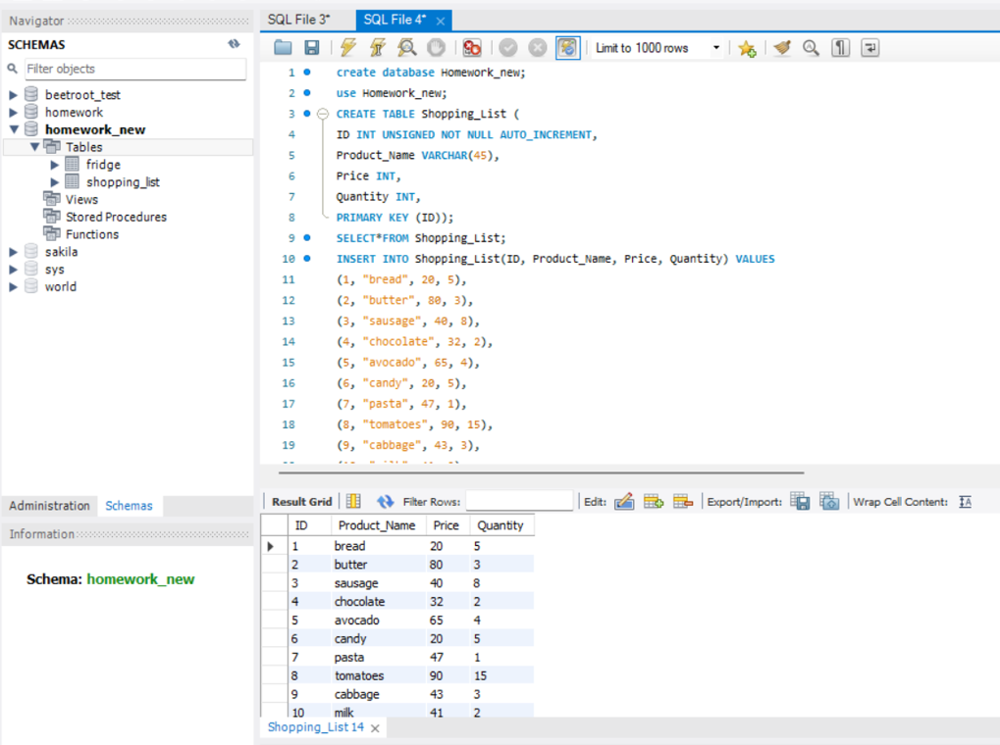 Navigator
SCHEMAS
Filter objects
beetroot_test
homework
homework_new
Tables
fridge
shopping_list
Views
Stored Procedures
Functions
sakila
sys
world
Administration Schemas
Information
Schema: homework_new
SQL File 3* SQL File 4*
Limit to 1000 rows
1 create database Homework_new;
2 use Homework_new;
3 CREATE TABLE Shopping_List (
4 ID INT UNSIGNED NOT NULL AUTO_INCREMENT,
5 Product_Name VARCHAR(45),
6 Price INT,
7 Quantity INT,
8 PRIMARY KEY (ID));
9 SELECT*FROM Shopping_List;
10 INSERT INTO Shopping_List(ID, Product_Name, Price, Quantity) VALUES
11 (1, "bread", 20, 5),
12 (2, "butter", 80, 3),
13 (3, "sausage", 40, 8),
14 (4, "chocolate", 32, 2),
15 (5, "avocado", 65, 4),
16 (6, "candy", 20, 5),
17 (7, "pasta", 47, 1),
18 (8, "tomatoes", 90, 15),
19 (9, "cabbage", 43, 3),
Result Grid Filter Rows: Edit: Export/Import: Wrap Cell Content:
ID Product_Name Price Quantity
1 bread 20 5
2 butter 80 3
3 sausage 40 8
4 chocolate 32 2
5 avocado 65 4
6 candy 20 5
7 pasta 47 1
8 tomatoes 90 15
9 cabbage 43 3
10 milk 41 2
Shopping_List 14